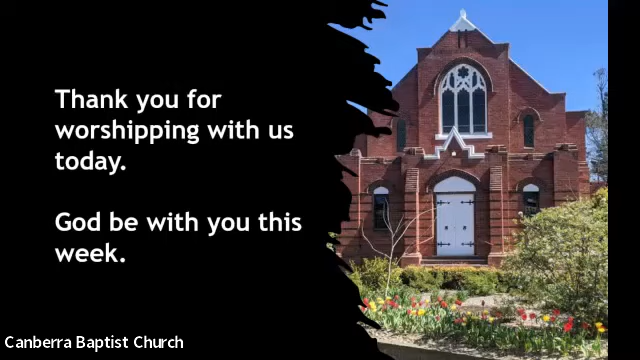 Thank you for
worshipping with us
today.
God be with you this
week.
Canberra Baptist Church